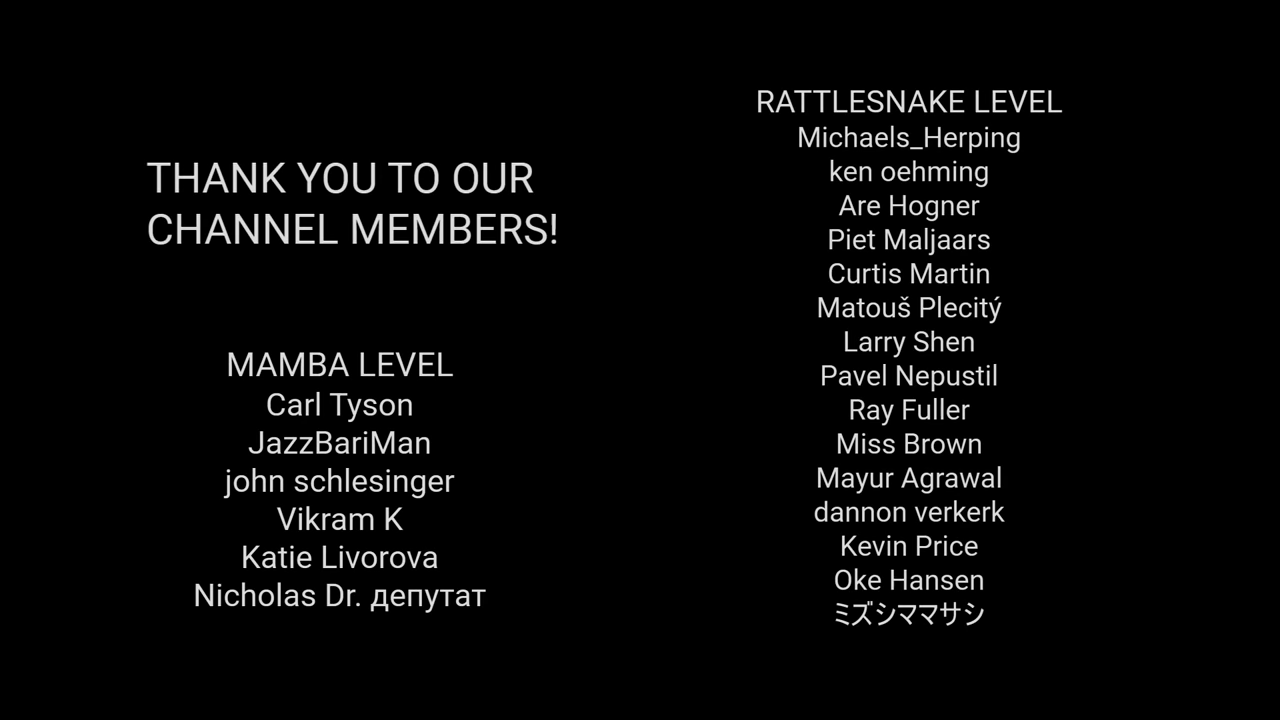 THANK YOU TO OUR
CHANNEL MEMBERS!
MAMBA LEVEL
Carl Tyson
JazzBariMan
john schlesinger
Vikram K
Katie Livorova
Nicholas Dr. депутат
RATTLESNAKE LEVEL
Michaels_Herping
ken oehming
Are Hogner
Piet Maljaars
Curtis Martin
Matouš Plecitý
Larry Shen
Pavel Nepustil
Ray Fuller
Miss Brown
Mayur Agrawal
dannon verkerk
Kevin Price
Oke Hansen
ミズシママサシ